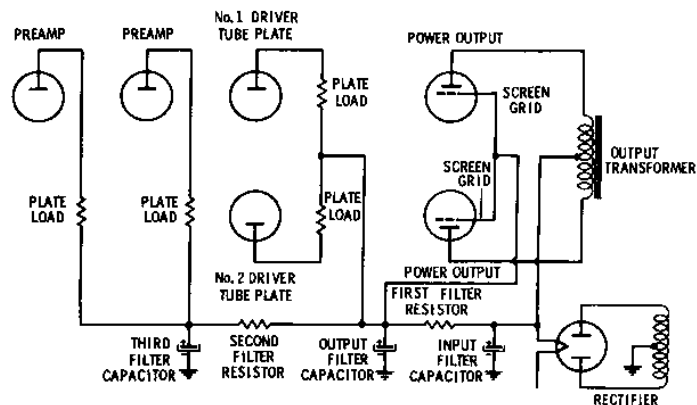 No. 1 DRIVER
TUBE PLATE
PREAMP
PREAMP
POWER OUTPUT
PLATE
LOAD
SCREEN
GRID
OUTPUT
TRANSFORMER
SCREEN
GRID
PLATE
LOAD
PLATE
LOAD
PLATE
LOAD
No. 2 DRIVER
TUBE PLATE
POWER OUTPUT
FIRST FILTER
RESISTOR
THIRD
FILTER
CAPACITOR
SECOND
FILTER
RESISTOR
OUTPUT
FILTER
CAPACITOR
INPUT
FILTER
CAPACITOR
RECTIFIER